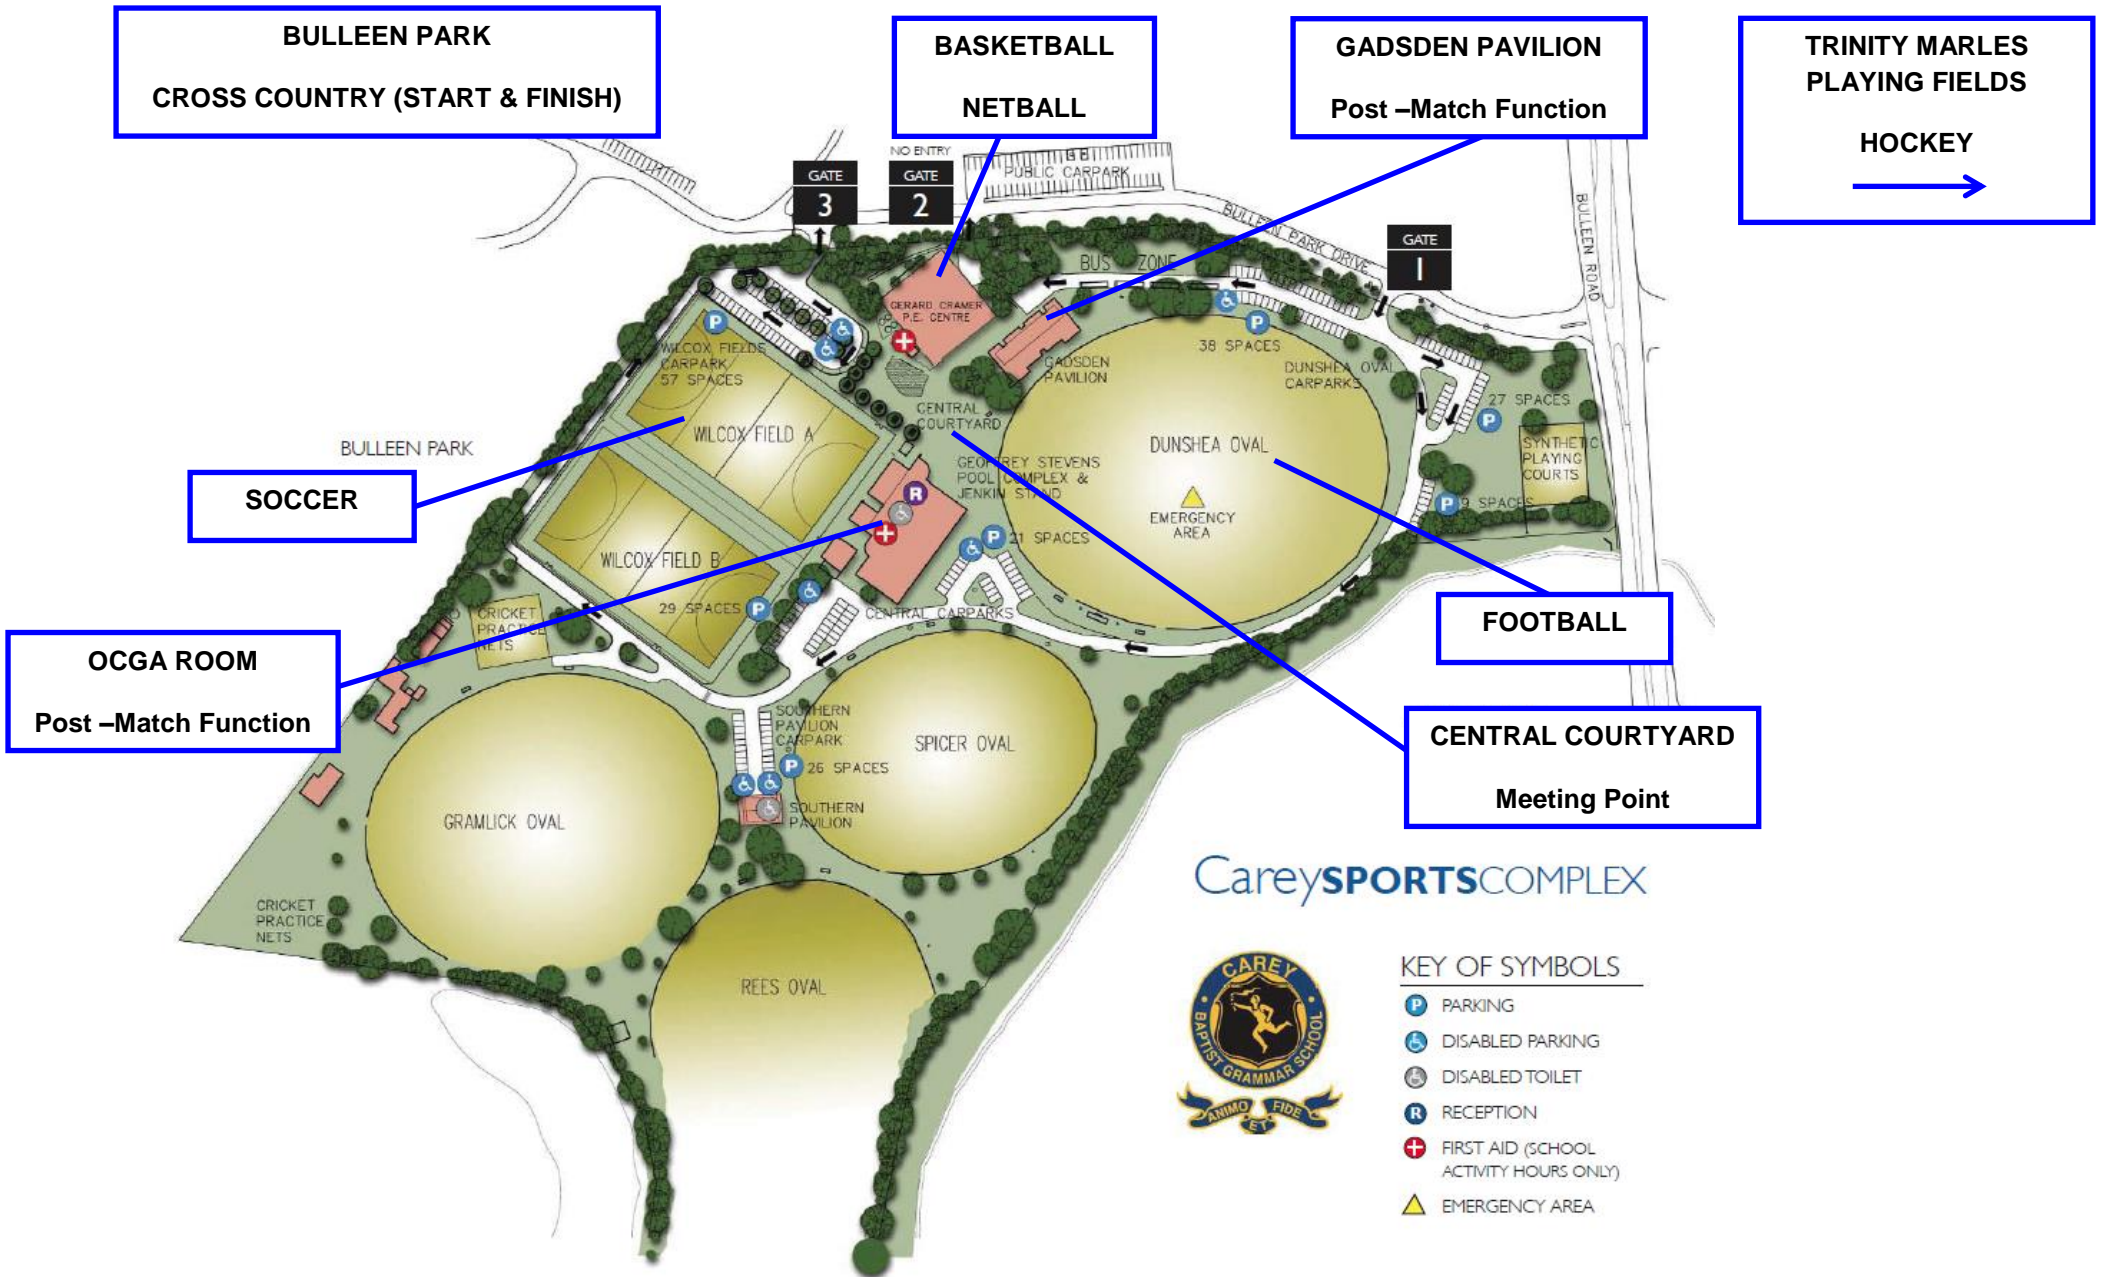 BULLEEN PARK
CROSS COUNTRY (START & FINISH)
BASKETBALL
NETBALL
GADSDEN PAVILION
Post –Match Function
TRINITY MARLES
PLAYING FIELDS
HOCKEY
NO ENTRY
GATE
3
GATE
2
PUBLIC CARPARK
BULLEEN PARK DRIVE
GATE
1
BULLEEN ROAD
BUS ZONE
GERARD CRAMER
P.E. CENTRE
P
WILCOX FIELDS
CARPARK
57 SPACES
GADSDEN
PAVILION
P
38 SPACES
DUNSHEA OVAL
CARPARKS
27 SPACES
P
CENTRAL
COURTYARD
WILCOX FIELD A
BULLEEN PARK
DUNSHEA OVAL
SYNTHETIC
PLAYING
COURTS
GEOFFREY STEVENS
POOL COMPLEX &
JENKIN STAND
R
SOCCER
EMERGENCY
AREA
P
9 SPACES
P
21 SPACES
WILCOX FIELD B
29 SPACES
P
CENTRAL CARPARKS
CRICKET
PRACTICE
NETS
FOOTBALL
OCGA ROOM
Post –Match Function
SOUTHERN
PAVILION
CARPARK
P
26 SPACES
SPICER OVAL
CENTRAL COURTYARD
Meeting Point
SOUTHERN
PAVILION
GRAMLICK OVAL
CareySPORTSCOMPLEX
CRICKET
PRACTICE
NETS
REES OVAL
CAREY
BAPTIST GRAMMAR SCHOOL
ANIMO ET FIDE
KEY OF SYMBOLS
P PARKING
DISABLED PARKING
DISABLED TOILET
R RECEPTION
FIRST AID (SCHOOL
ACTIVITY HOURS ONLY)
EMERGENCY AREA